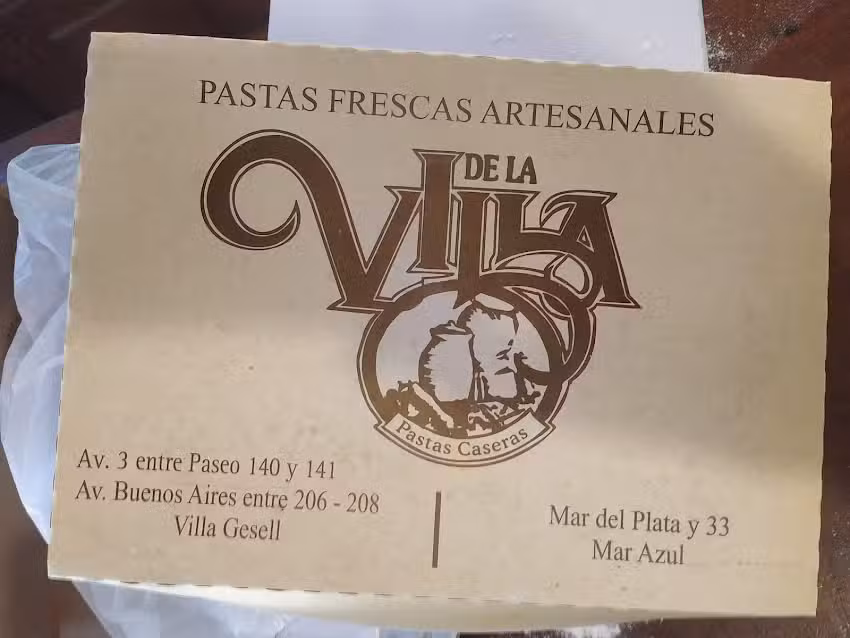 PASTAS FRESCAS ARTESANALES
DE LA
VILLA
Pastas Caseras
Av. 3 entre Paseo 140 y 141
Av. Buenos Aires entre 206 - 208
Villa Gesell
Mar del Plata y 33
Mar Azul